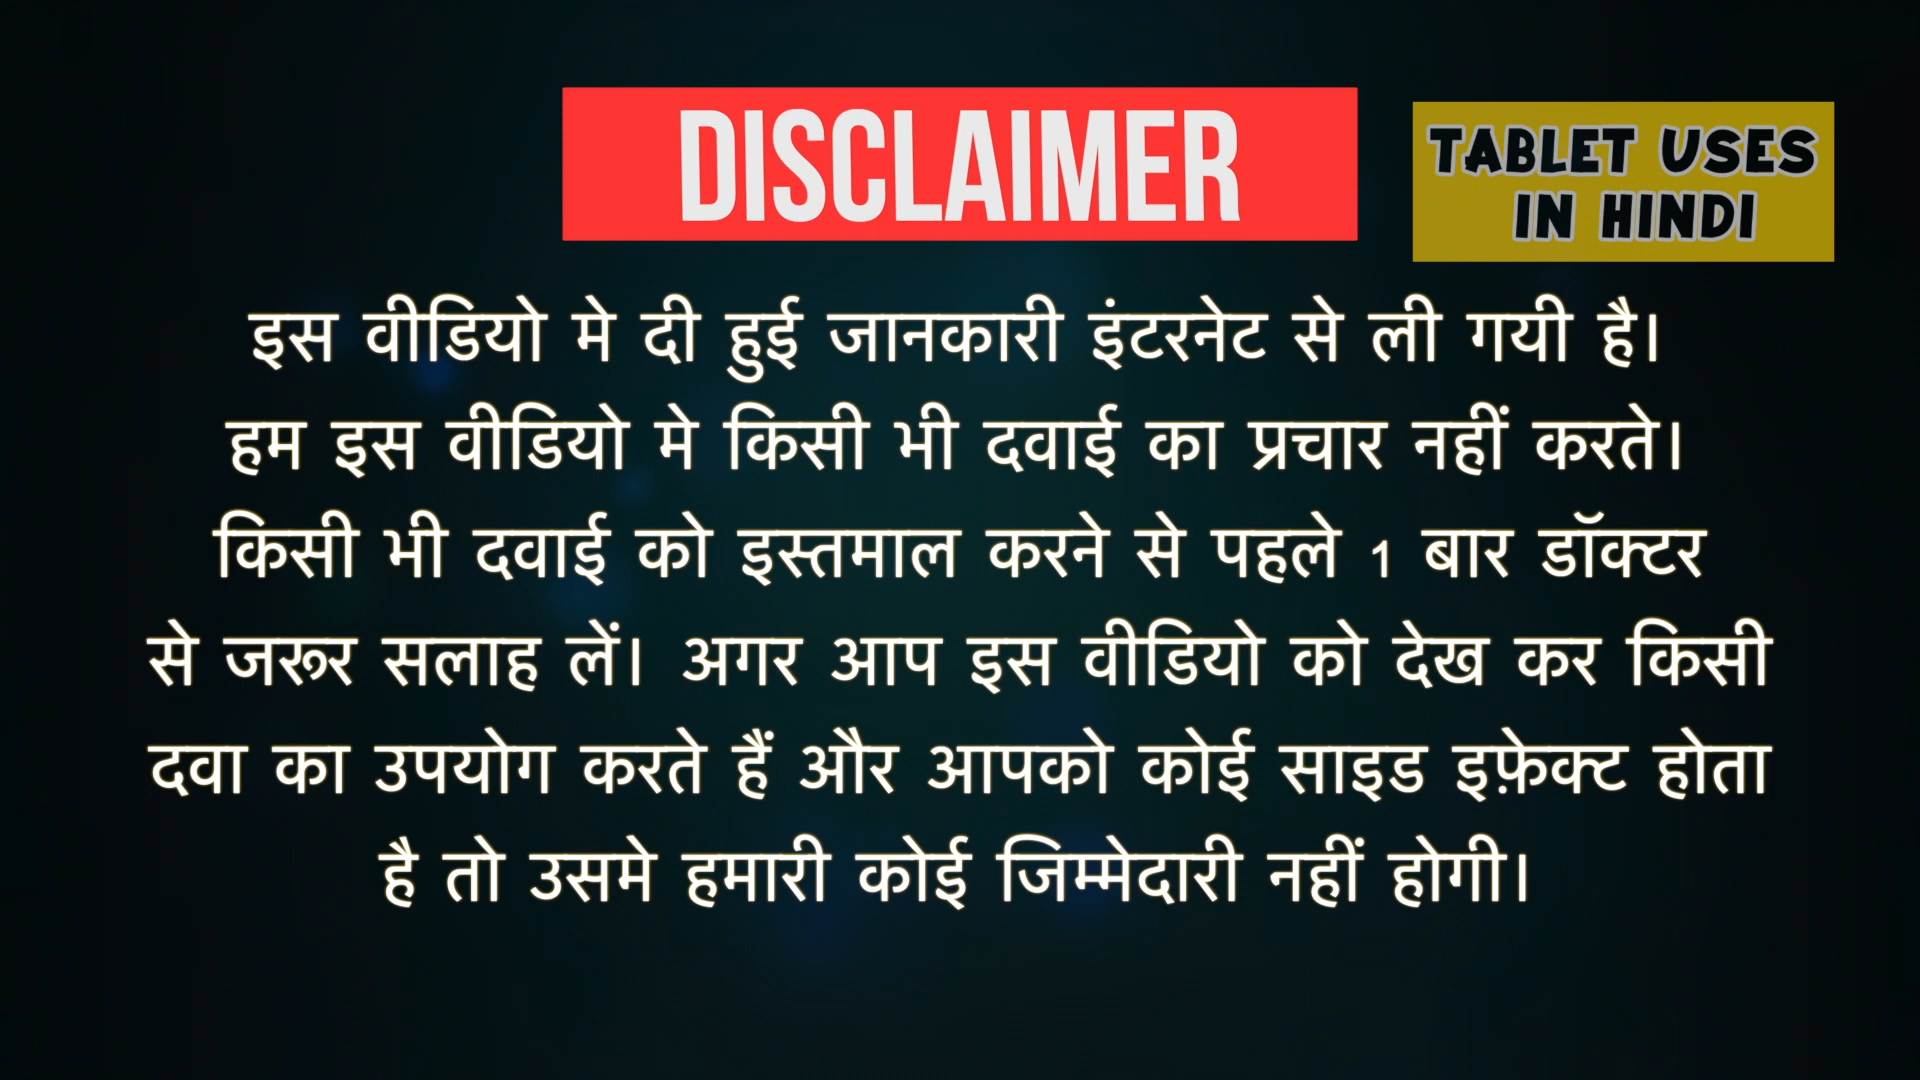 DISCLAIMER
TABLET USES
IN HINDI
इस वीडियो मे दी हुई जानकारी इंटरनेट से ली गयी है।
हम इस वीडियो मे किसी भी दवाई का प्रचार नहीं करते।
किसी भी दवाई को इस्तमाल करने से पहले 1 बार डॉक्टर
से जरूर सलाह लें। अगर आप इस वीडियो को देख कर किसी
दवा का उपयोग करते हैं और आपको कोई साइड इफ़ेक्ट होता
है तो उसमे हमारी कोई जिम्मेदारी नहीं होगी।